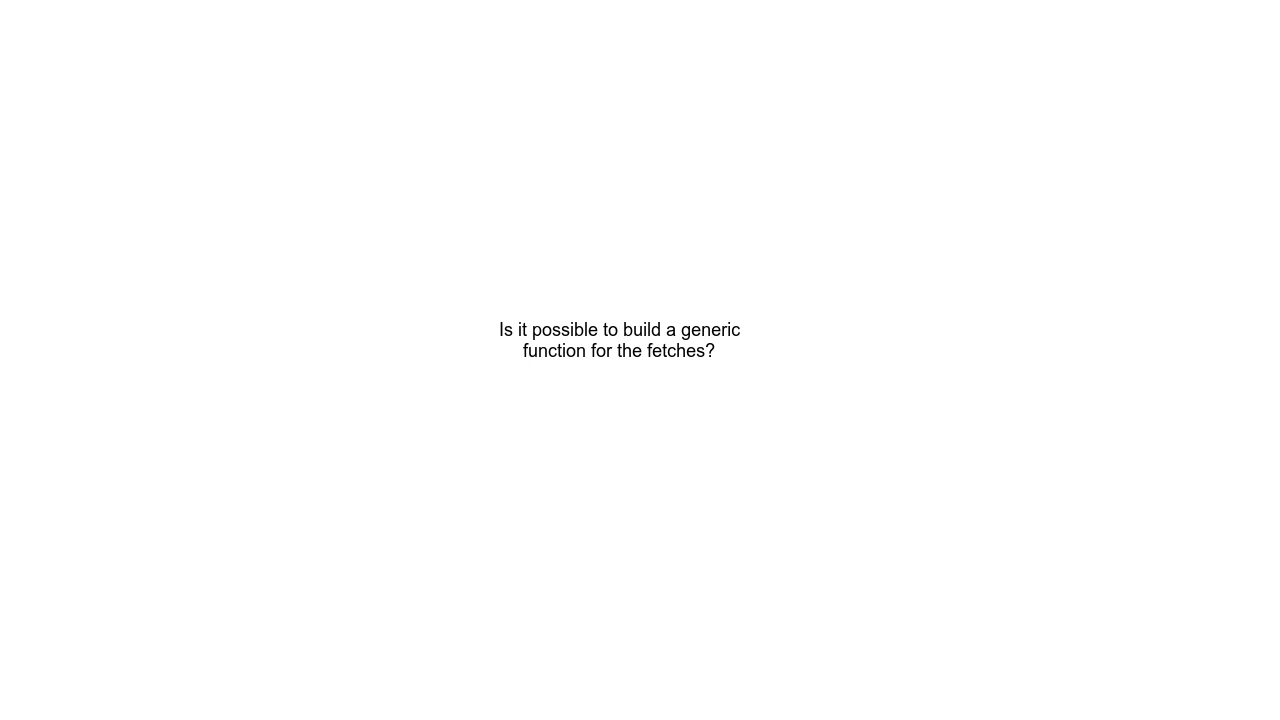 Is it possible to build a generic
function for the fetches?